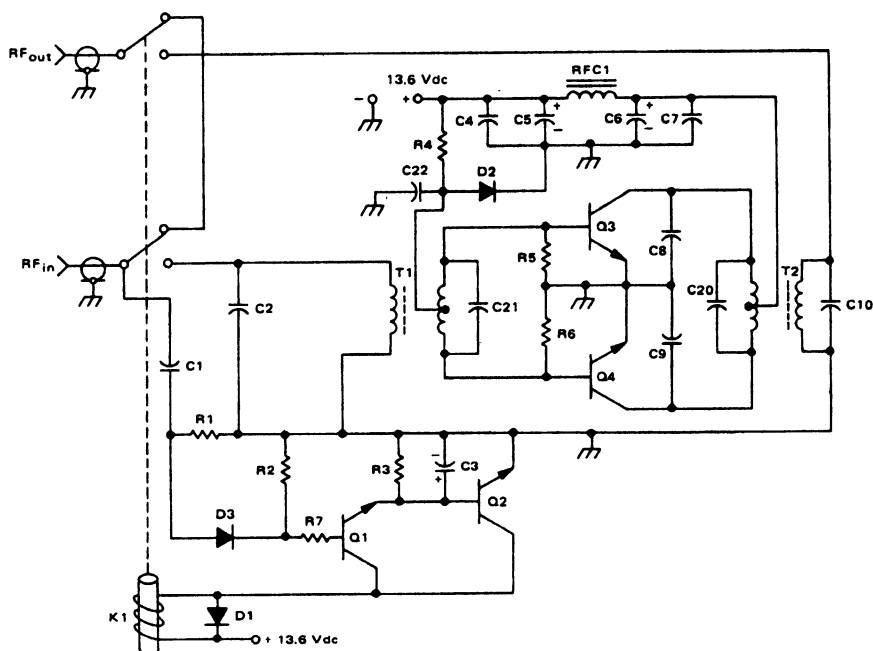 RFout
13.6 Vdc
RFC1
-
+
C4
C5
+
-
C6
+
-
C7
R4
C22
D2
Q3
C8
R5
RFin
T1
C21
C20
T2
C10
C2
R6
C9
Q4
C1
R1
R2
R3
-
+
C3
Q2
D3
R7
Q1
K1
D1
+ 13.6 Vdc